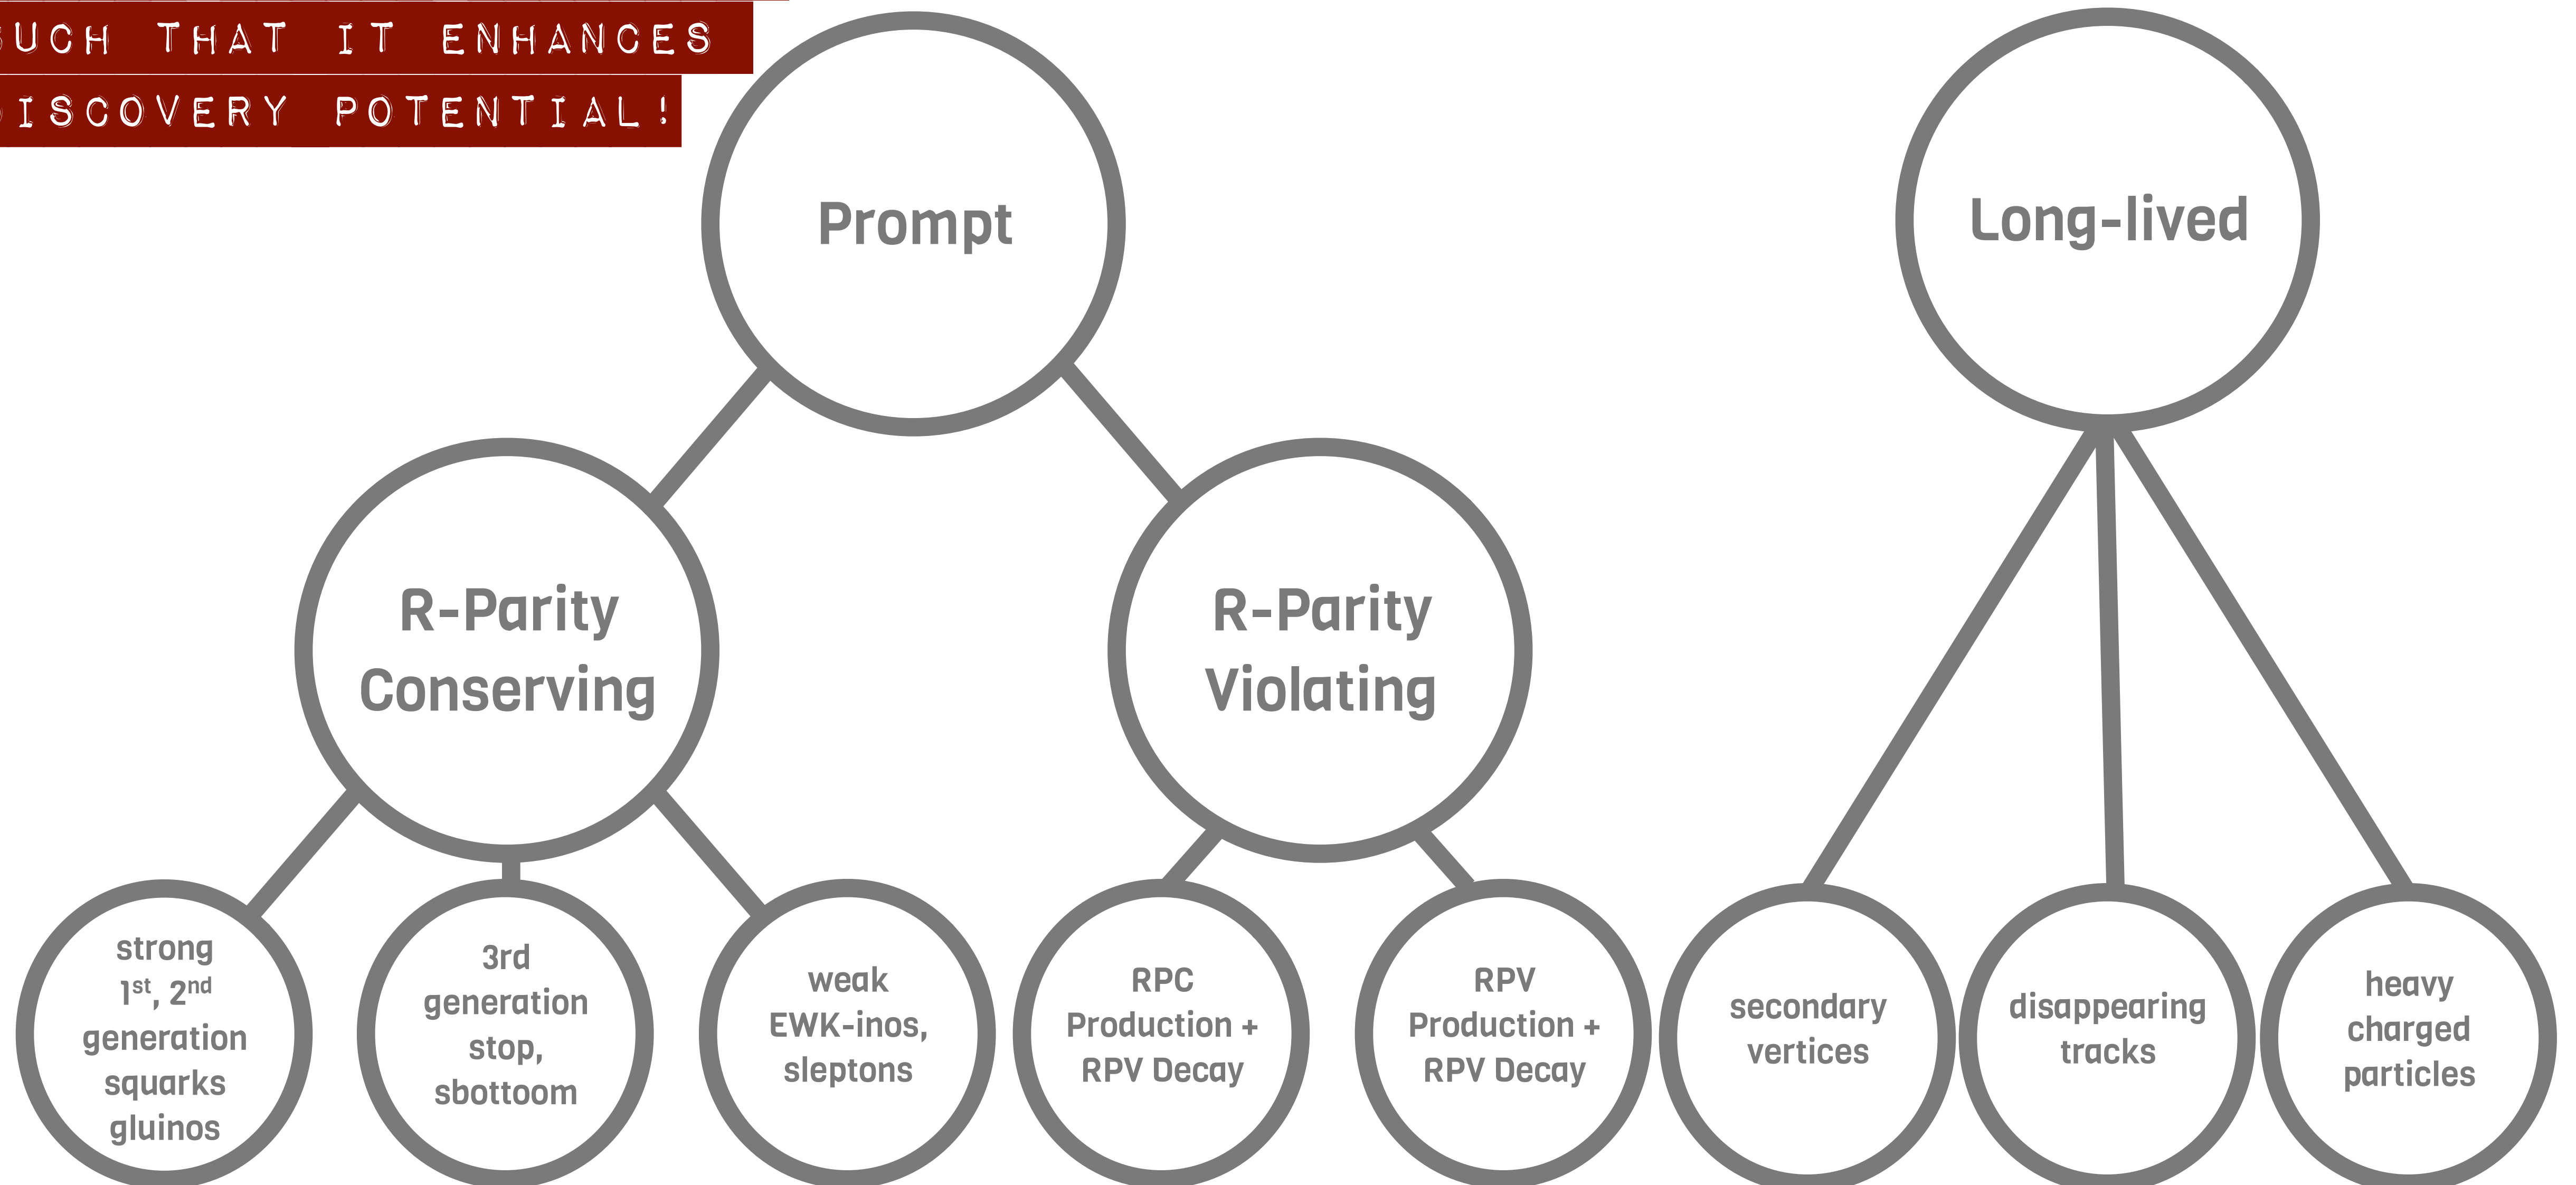 UCH THAT IT ENHANCES
ISCOVERY POTENTIAL!
Prompt
Long-lived
R-Parity
Conserving
R-Parity
Violating
strong
1st, 2nd
generation
squarks
gluinos
3rd
generation
stop,
sbottoom
weak
EWK-inos,
sleptons
RPC
Production +
RPV Decay
RPV
Production +
RPV Decay
secondary
vertices
disappearing
tracks
heavy
charged
particles